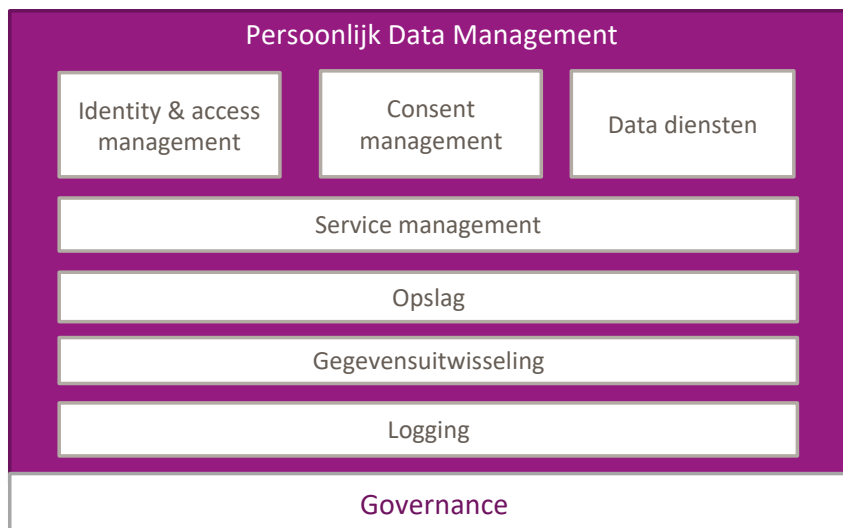 Persoonlijk Data Management
Identity & access
management
Consent
management
Data diensten
Service management
Opslag
Gegevensuitwisseling
Logging
Governance